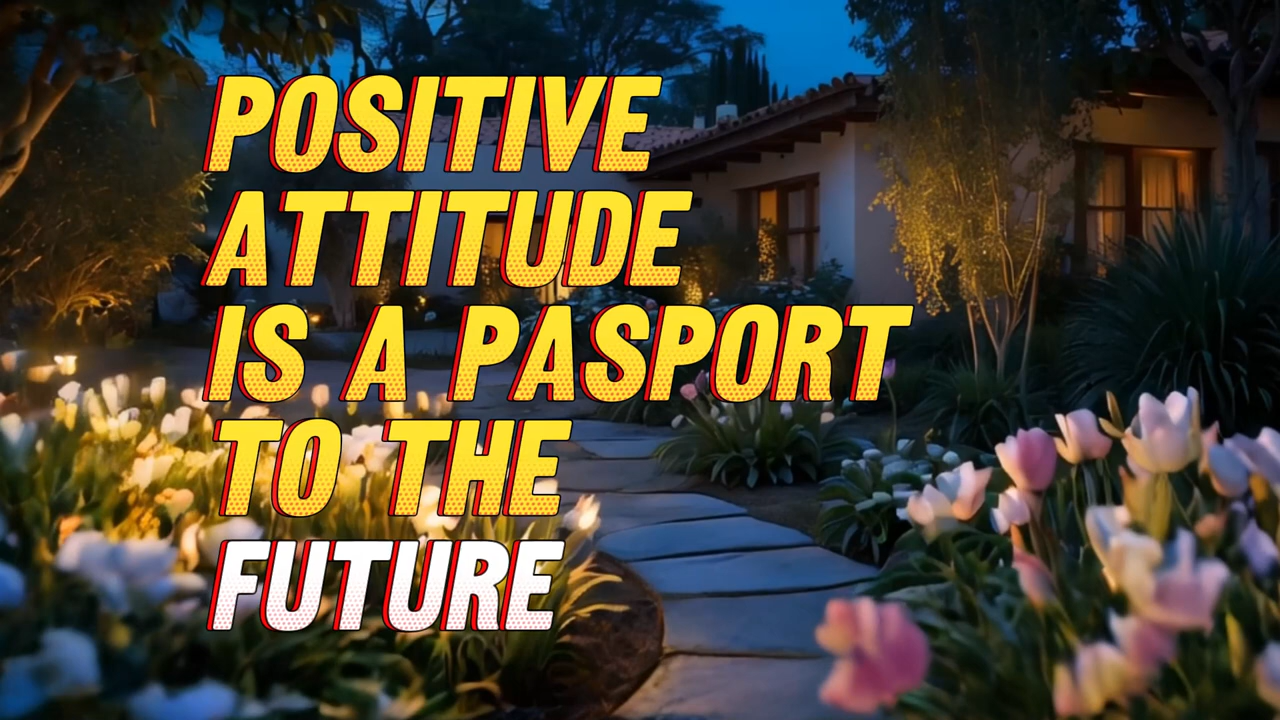 POSITIVE
ATTITUDE
IS A PASPORT
TO THE
FUTURE